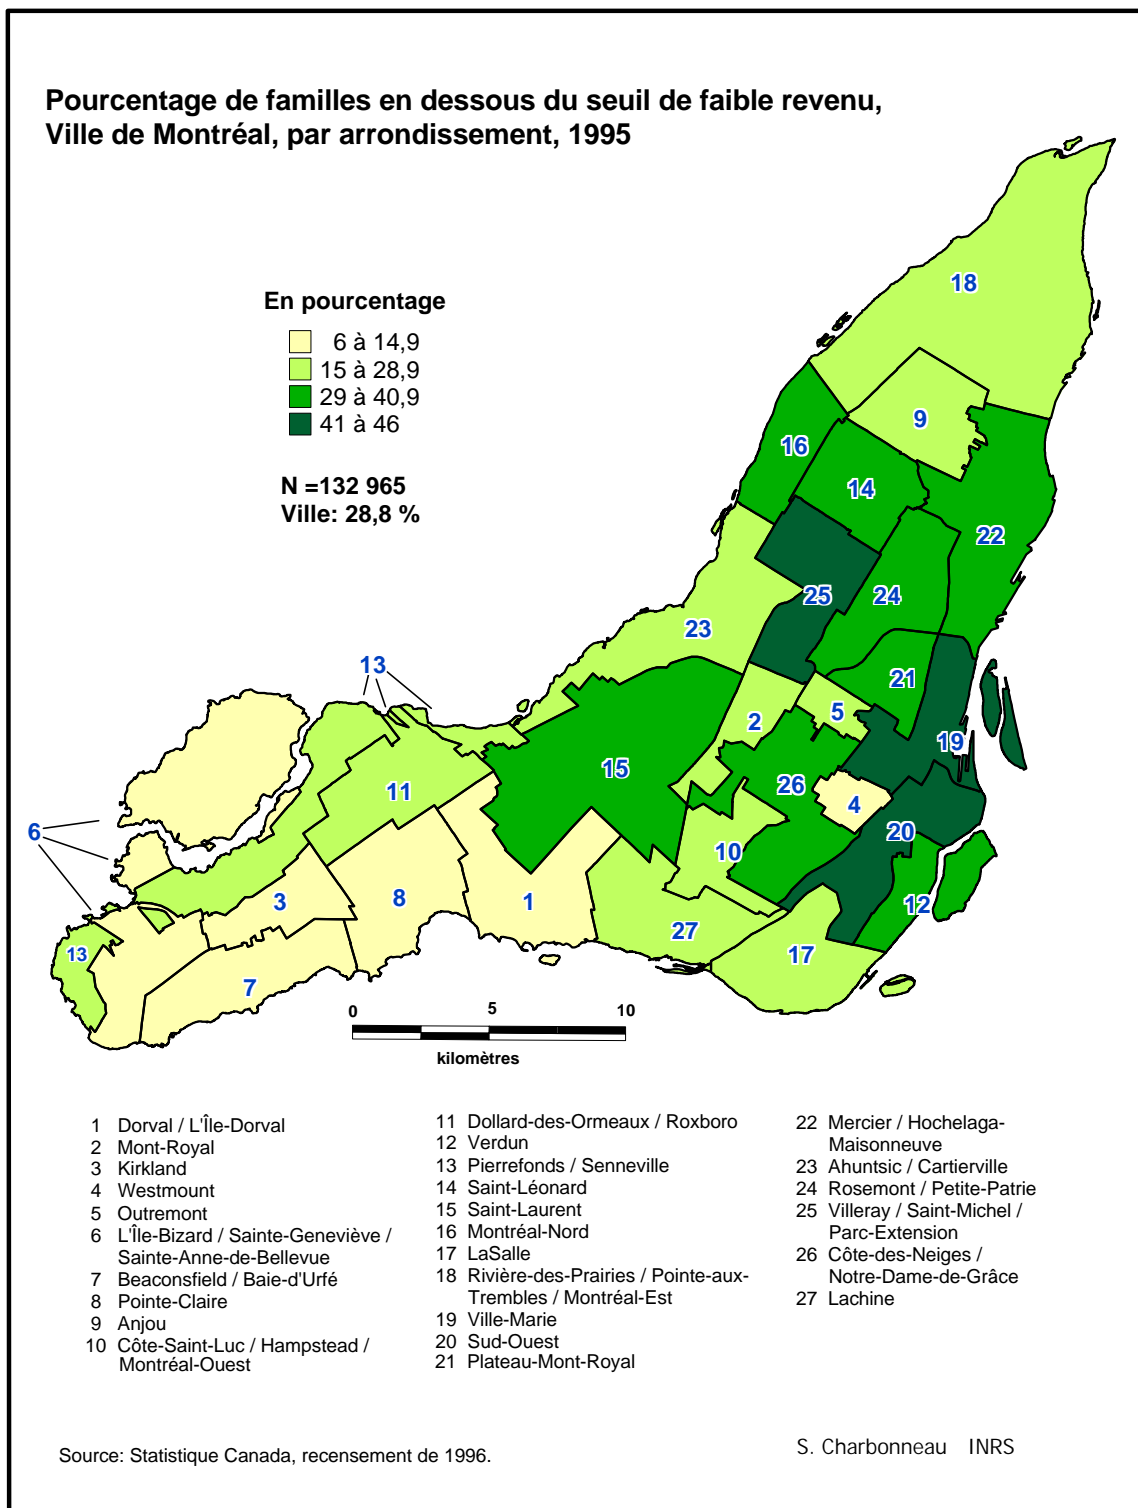 Pourcentage de familles en dessous du seuil de faible revenu,
Ville de Montréal, par arrondissement, 1995
En pourcentage
6 à 14,9
15 à 28,9
29 à 40,9
41 à 46
N =132 965
Ville: 28,8 %
18
9
16
14
22
25
24
23
13
21
2
5
19
15
26
11
4
6
20
10
3
8
1
12
27
13
17
7
0 5 10
kilomètres
1 Dorval / L'Île-Dorval
2 Mont-Royal
3 Kirkland
4 Westmount
5 Outremont
6 L'Île-Bizard / Sainte-Geneviève /
Sainte-Anne-de-Bellevue
7 Beaconsfield / Baie-d'Urfé
8 Pointe-Claire
9 Anjou
10 Côte-Saint-Luc / Hampstead /
Montréal-Ouest
11 Dollard-des-Ormeaux / Roxboro
12 Verdun
13 Pierrefonds / Senneville
14 Saint-Léonard
15 Saint-Laurent
16 Montréal-Nord
17 LaSalle
18 Rivière-des-Prairies / Pointe-aux-
Trembles / Montréal-Est
19 Ville-Marie
20 Sud-Ouest
21 Plateau-Mont-Royal
22 Mercier / Hochelaga-
Maisonneuve
23 Ahuntsic / Cartierville
24 Rosemont / Petite-Patrie
25 Villeray / Saint-Michel /
Parc-Extension
26 Côte-des-Neiges /
Notre-Dame-de-Grâce
27 Lachine
Source: Statistique Canada, recensement de 1996.
S. Charbonneau INRS